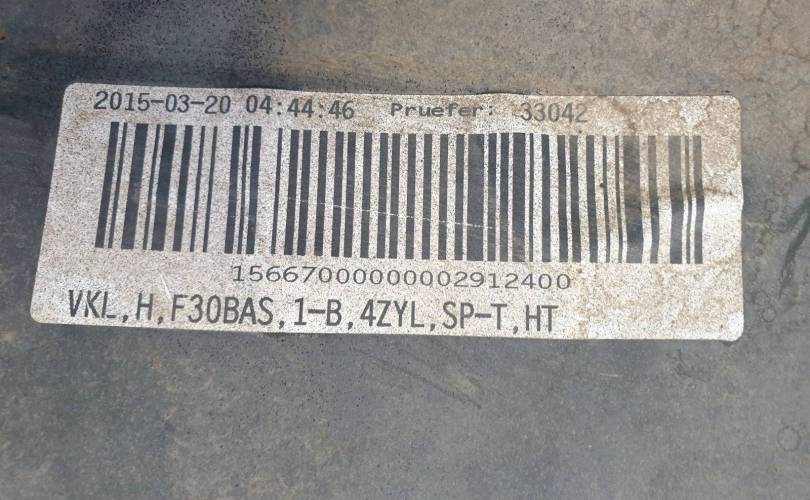 2015-03-20 04:44:46 Pruefer: 33042
15667000000002912400
VKL,H,F30BAS,1-B,4ZYL,SP-T,HT